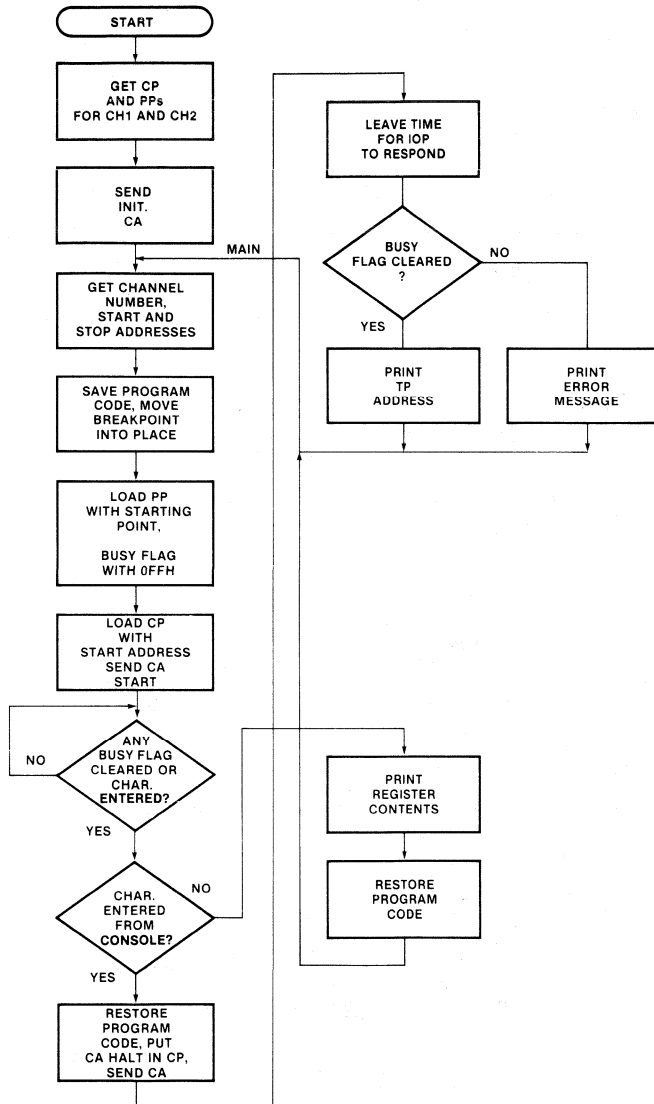 START
GET CP
AND PPs
FOR CH1 AND CH2
SEND
INIT.
CA
MAIN
GET CHANNEL
NUMBER,
START AND
STOP ADDRESSES
SAVE PROGRAM
CODE, MOVE
BREAKPOINT
INTO PLACE
LOAD PP
WITH STARTING
POINT,
BUSY FLAG
WITH 0FFH
LOAD CP
WITH
START ADDRESS
SEND CA
START
ANY
BUSY FLAG
CLEARED OR
CHAR.
ENTERED?
NO
YES
CHAR.
ENTERED
FROM
CONSOLE?
NO
YES
RESTORE
PROGRAM
CODE, PUT
CA HALT IN CP,
SEND CA
LEAVE TIME
FOR IOP
TO RESPOND
BUSY
FLAG CLEARED
?
NO
YES
PRINT
TP
ADDRESS
PRINT
ERROR
MESSAGE
PRINT
REGISTER
CONTENTS
RESTORE
PROGRAM
CODE